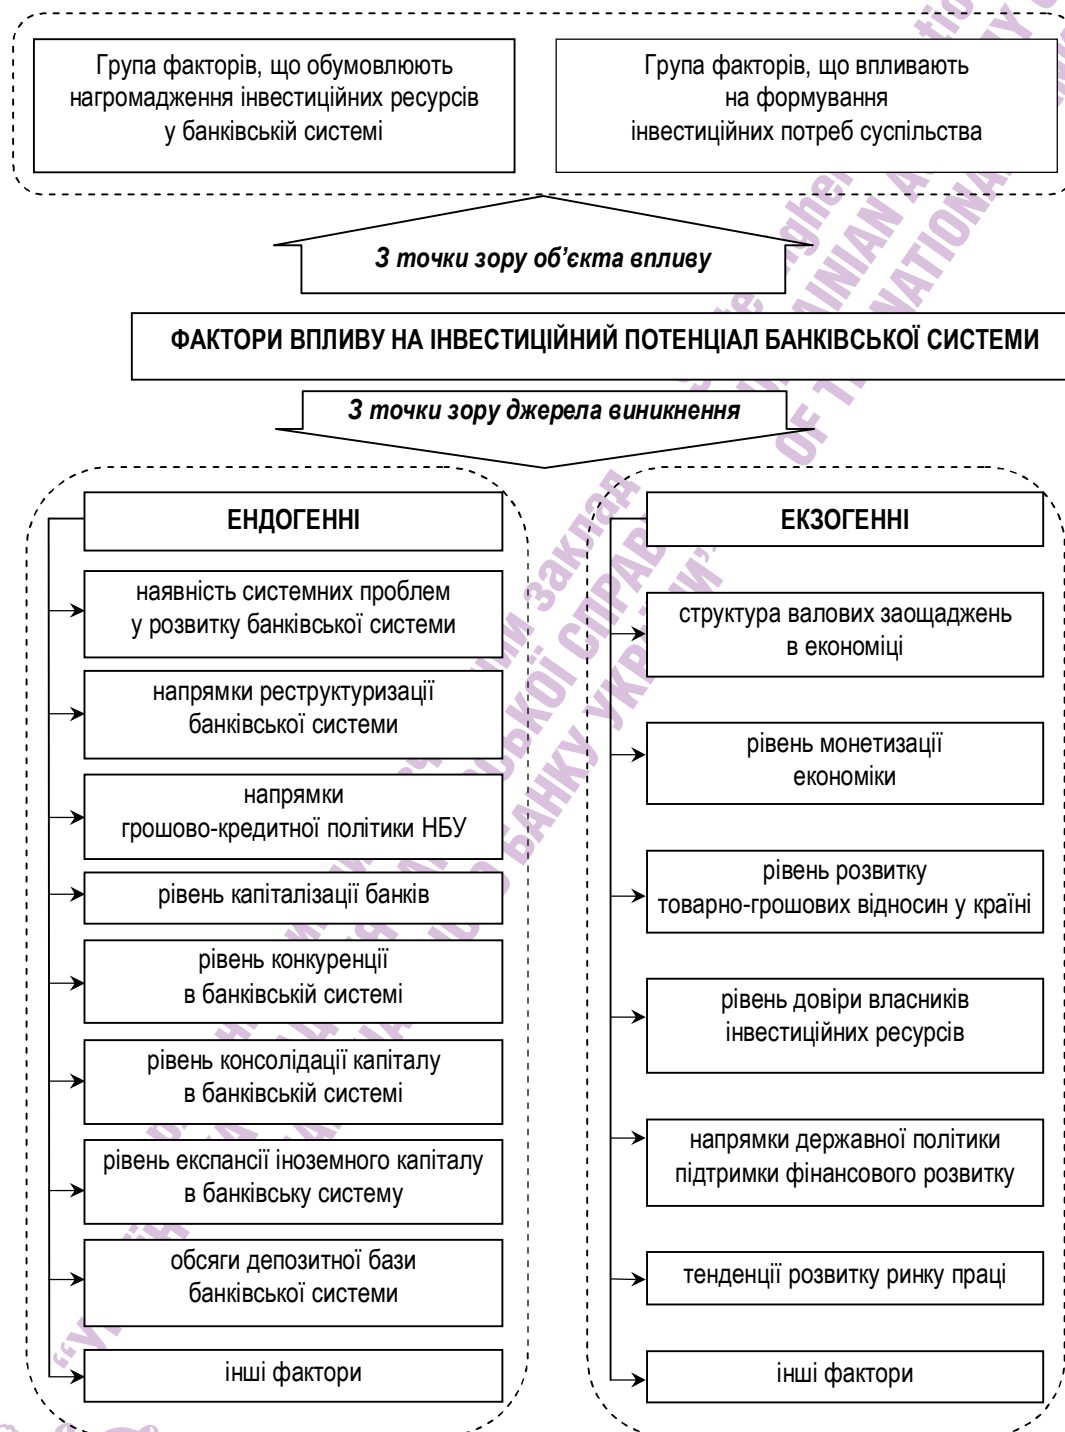 Група факторів, що обумовлюють
нагромадження інвестиційних ресурсів
у банківській системі
Група факторів, що впливають
на формування
інвестиційних потреб суспільства
З точки зору об’єкта впливу
ФАКТОРИ ВПЛИВУ НА ІНВЕСТИЦІЙНИЙ ПОТЕНЦІАЛ БАНКІВСЬКОЇ СИСТЕМИ
З точки зору джерела виникнення
ЕНДОГЕННІ
наявність системних проблем
у розвитку банківської системи
напрямки реструктуризації
банківської системи
напрямки
грошово-кредитної політики НБУ
рівень капіталізації банків
рівень конкуренції
в банківській системі
рівень консолідації капіталу
в банківській системі
рівень експансії іноземного капіталу
в банківську систему
обсяги депозитної бази
банківської системи
інші фактори
ЕКЗОГЕННІ
структура валових заощаджень
в економіці
рівень монетизації
економіки
рівень розвитку
товарно-грошових відносин у країні
рівень довіри власників
інвестиційних ресурсів
напрямки державної політики
підтримки фінансового розвитку
тенденції розвитку ринку праці
інші фактори